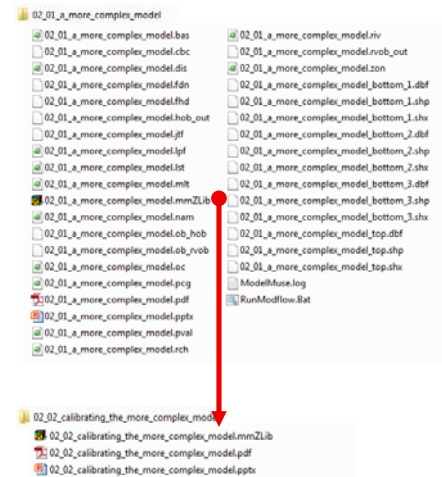 02_01_a_more_complex_model
02_01_a_more_complex_model.bas
02_01_a_more_complex_model.cbc
02_01_a_more_complex_model.dis
02_01_a_more_complex_model.fdn
02_01_a_more_complex_model.fhd
02_01_a_more_complex_model.hob_out
02_01_a_more_complex_model.jtf
02_01_a_more_complex_model.lpf
02_01_a_more_complex_model.lst
02_01_a_more_complex_model.mlt
02_01_a_more_complex_model.mmZLib
02_01_a_more_complex_model.nam
02_01_a_more_complex_model.ob_hob
02_01_a_more_complex_model.ob_rvob
02_01_a_more_complex_model.oc
02_01_a_more_complex_model.pcg
02_01_a_more_complex_model.pdf
02_01_a_more_complex_model.pptx
02_01_a_more_complex_model.pval
02_01_a_more_complex_model.rch
02_01_a_more_complex_model.riv
02_01_a_more_complex_model.rvob_out
02_01_a_more_complex_model.zon
02_01_a_more_complex_model_bottom_1.dbf
02_01_a_more_complex_model_bottom_1.shp
02_01_a_more_complex_model_bottom_1.shx
02_01_a_more_complex_model_bottom_2.dbf
02_01_a_more_complex_model_bottom_2.shp
02_01_a_more_complex_model_bottom_2.shx
02_01_a_more_complex_model_bottom_3.dbf
02_01_a_more_complex_model_bottom_3.shp
02_01_a_more_complex_model_bottom_3.shx
02_01_a_more_complex_model_top.dbf
02_01_a_more_complex_model_top.shp
02_01_a_more_complex_model_top.shx
ModelMuse.log
RunModflow.Bat
02_02_calibrating_the_more_complex_model
02_02_calibrating_the_more_complex_model.mmZLib
02_02_calibrating_the_more_complex_model.pdf
02_02_calibrating_the_more_complex_model.pptx